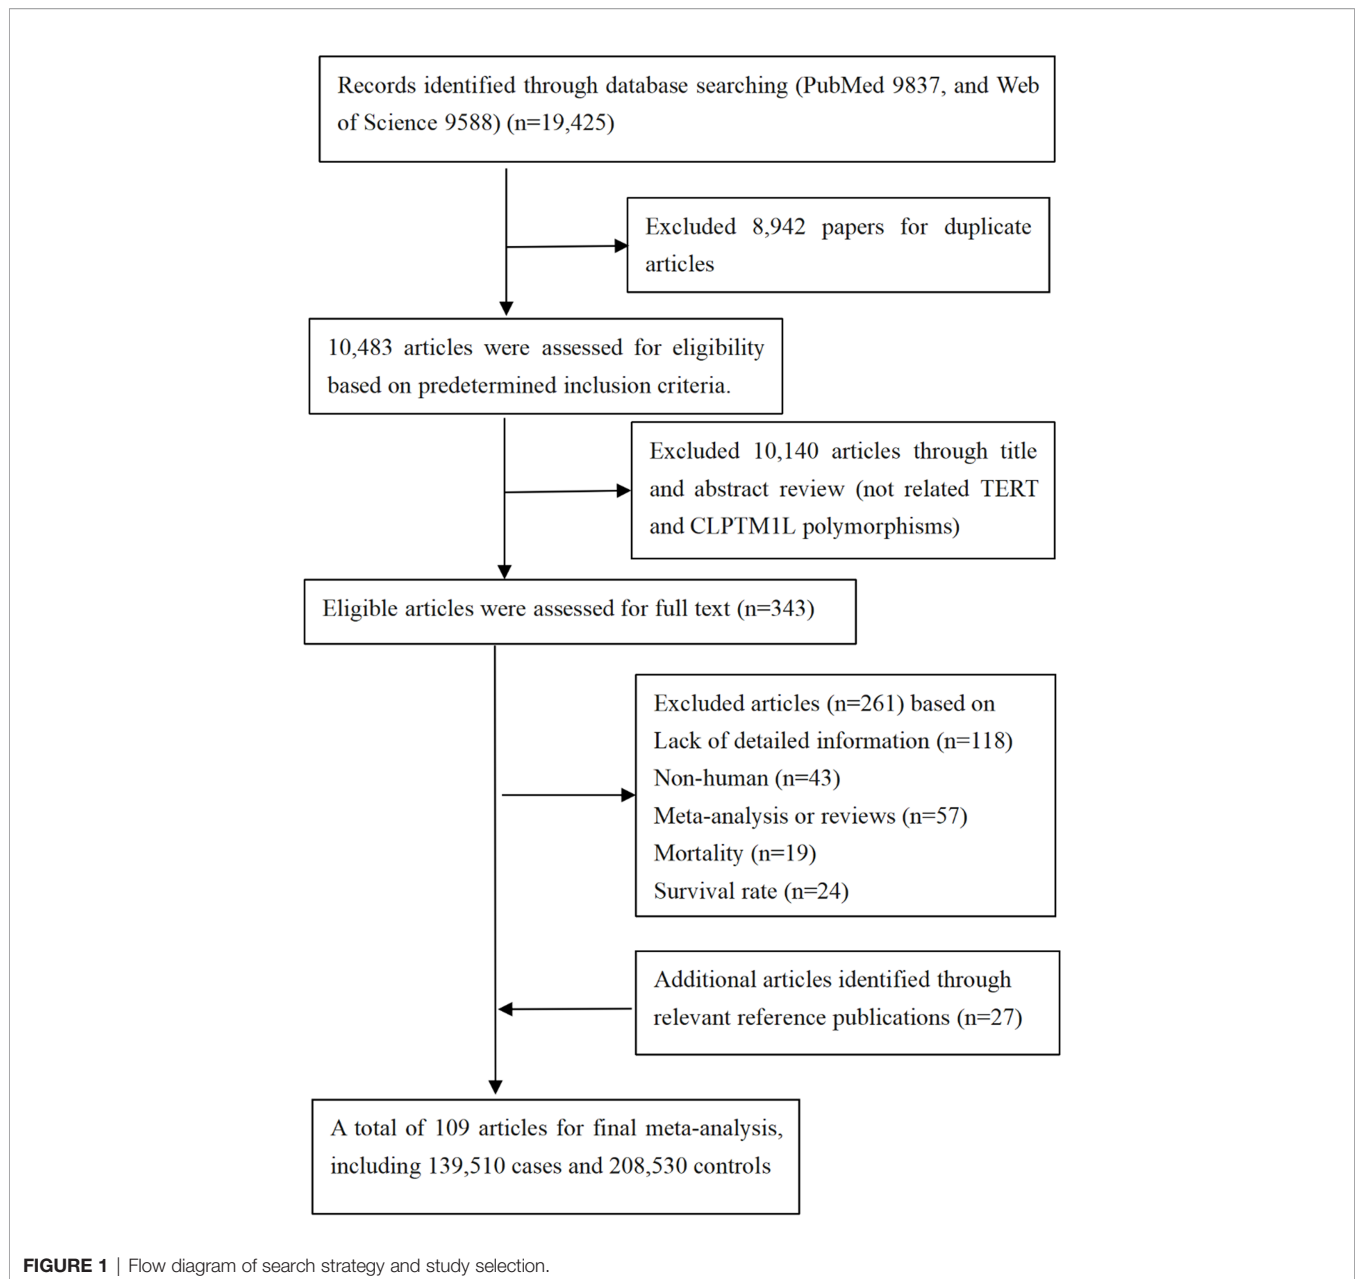 Records identified through database searching (PubMed 9837, and Web
of Science 9588) (n=19,425)
Excluded 8,942 papers for duplicate
articles
10,483 articles were assessed for eligibility
based on predetermined inclusion criteria.
Excluded 10,140 articles through title
and abstract review (not related TERT
and CLPTM1L polymorphisms)
Eligible articles were assessed for full text (n=343)
Excluded articles (n=261) based on
Lack of detailed information (n=118)
Non-human (n=43)
Meta-analysis or reviews (n=57)
Mortality (n=19)
Survival rate (n=24)
Additional articles identified through
relevant reference publications (n=27)
A total of 109 articles for final meta-analysis,
including 139,510 cases and 208,530 controls
FIGURE 1 | Flow diagram of search strategy and study selection.